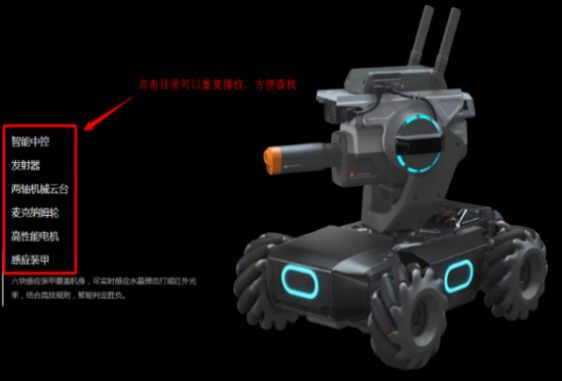 点击目录可以重复播放，方便查找
智能中控
发射器
两轴机械云台
麦克纳姆轮
高性能电机
感应装甲
六块感应装甲覆盖机身，可实时感应水晶弹击打或红外光
束，结合竞技规则，智能判定胜负。